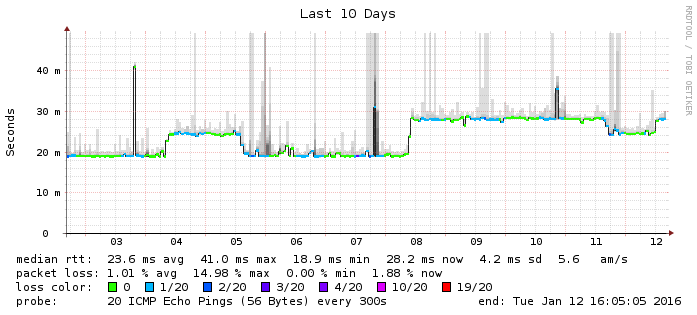 Last 10 Days
RRDTOOL / TOBI OETIKER
Seconds
40 m
30 m
20 m
10 m
0
03 04 05 06 07 08 09 10 11 12
median rtt: 23.6 ms avg 41.0 ms max 18.9 ms min 28.2 ms now 4.2 ms sd 5.6 am/s
packet loss: 1.01 % avg 14.98 % max 0.00 % min 1.88 % now
loss color: 0 1/20 2/20 3/20 4/20 10/20 19/20
probe: 20 ICMP Echo Pings (56 Bytes) every 300s end: Tue Jan 12 16:05:05 2016